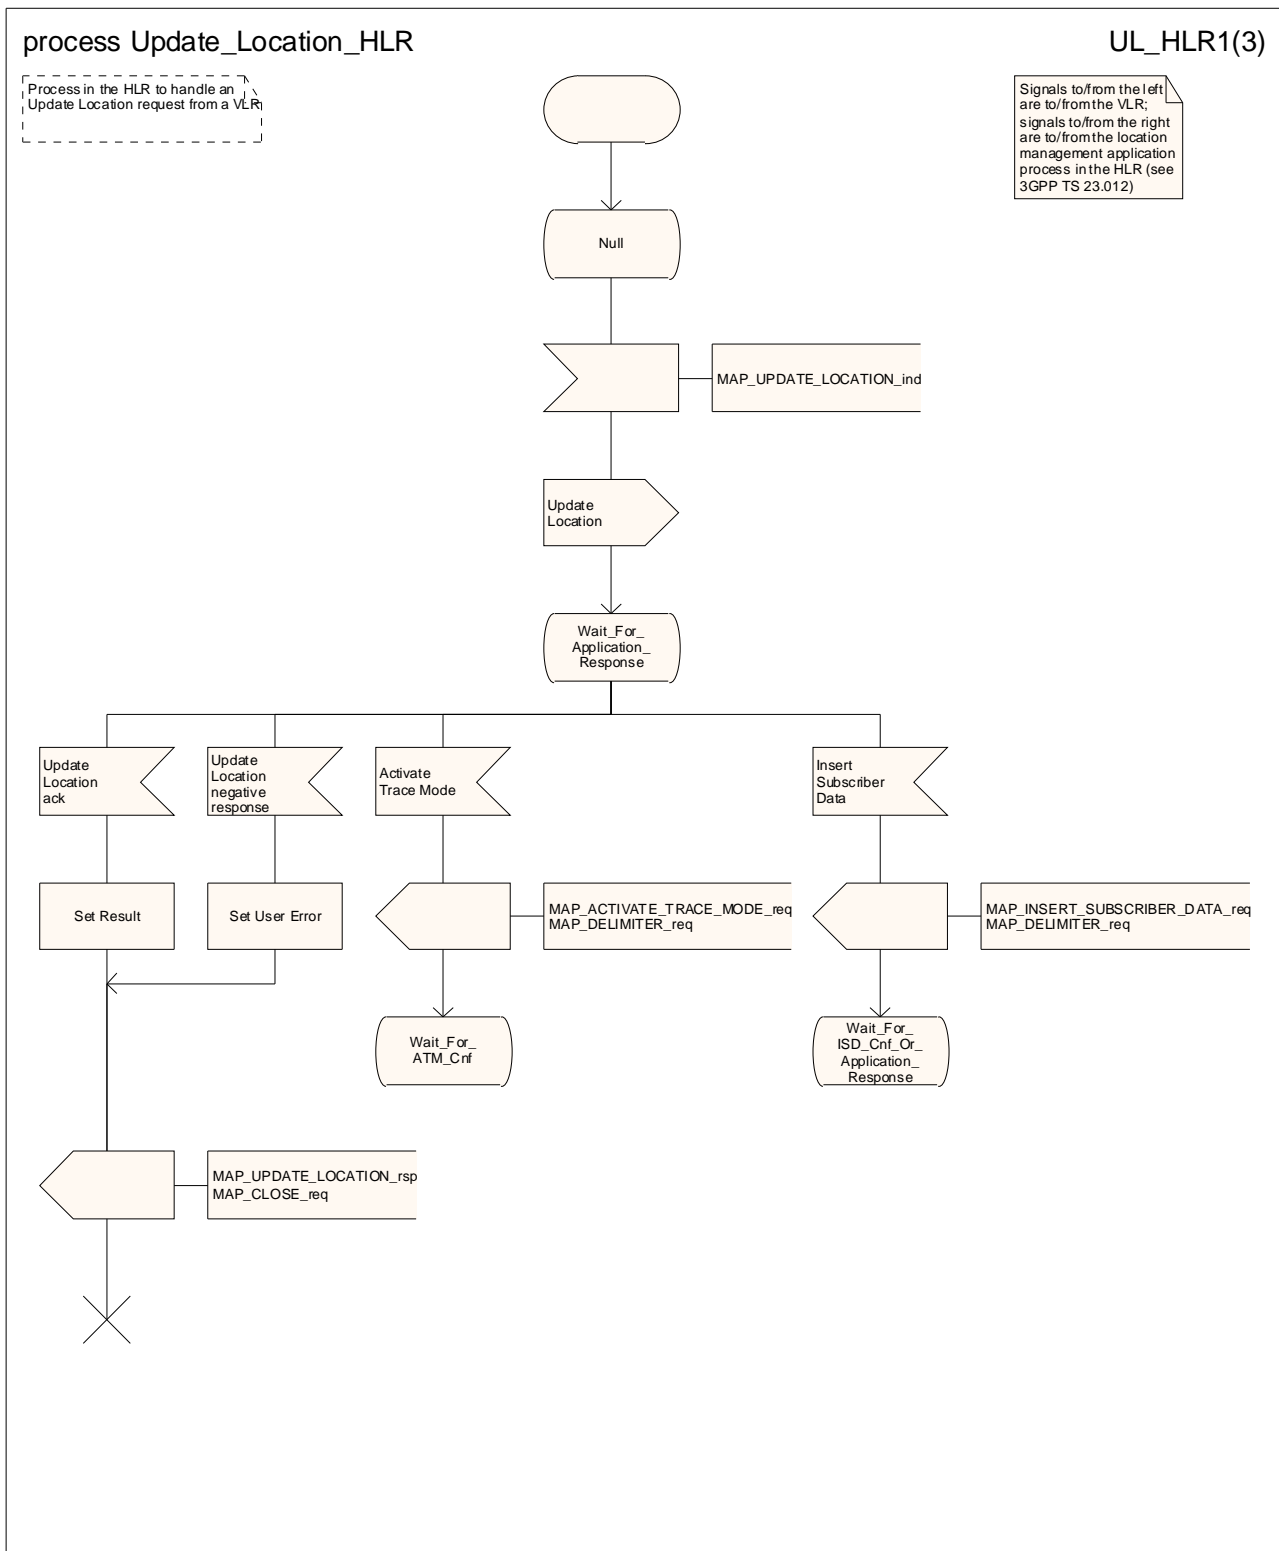 process Update_Location_HLR
UL_HLR1(3)
Process in the HLR to handle an
Update Location request from a VLR
Signals to/from the left
are to/from the VLR;
signals to/from the right
are to/from the location
management application
process in the HLR (see
3GPP TS 23.012)
Null
MAP_UPDATE_LOCATION_ind
Update
Location
Wait_For_
Application_
Response
Update
Location
ack
Update
Location
negative
response
Activate
Trace Mode
Insert
Subscriber
Data
Set Result
Set User Error
MAP_ACTIVATE_TRACE_MODE_req
MAP_DELIMITER_req
MAP_INSERT_SUBSCRIBER_DATA_req
MAP_DELIMITER_req
Wait_For_
ATM_Cnf
Wait_For_
ISD_Cnf_Or_
Application_
Response
MAP_UPDATE_LOCATION_rsp
MAP_CLOSE_req